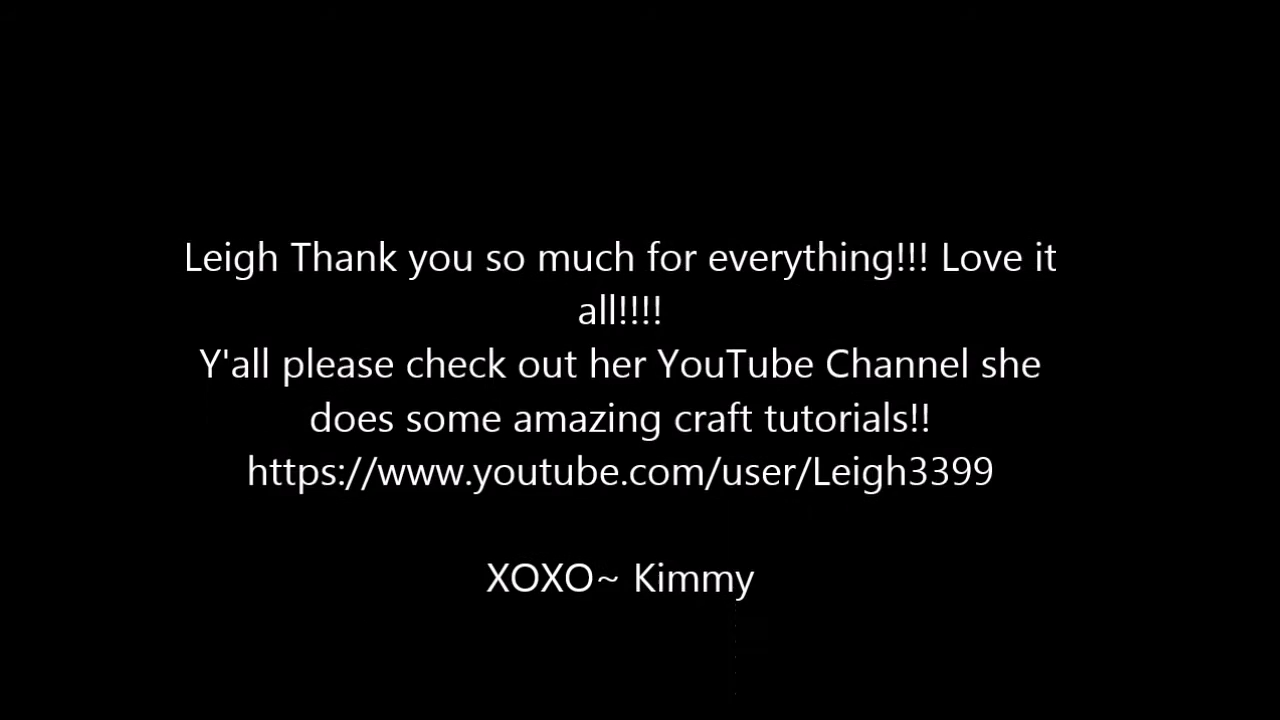 Leigh Thank you so much for everything!!! Love it
all!!!!
Y'all please check out her YouTube Channel she
does some amazing craft tutorials!!
https://www.youtube.com/user/Leigh3399
XOXO~ Kimmy